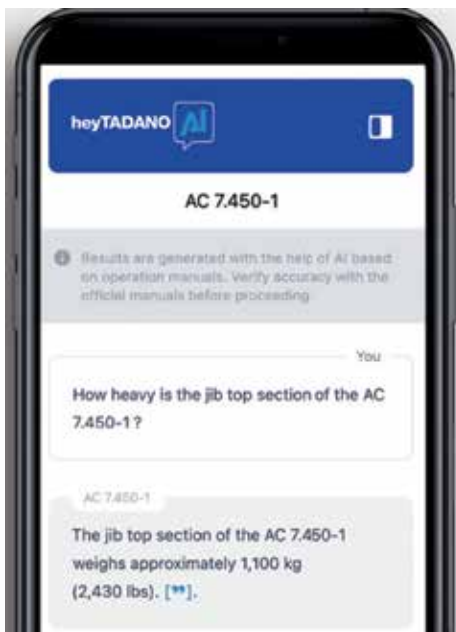 heyTADANO AI
AC 7.450-1
Results are generated with the help of AI based
on operation manuals. Verify accuracy with the
official manuals before proceeding.
You
How heavy is the jib top section of the AC
7.450-1?
AC 7.450-1
The jib top section of the AC 7.450-1
weighs approximately 1,100 kg
(2,430 lbs). [❞].